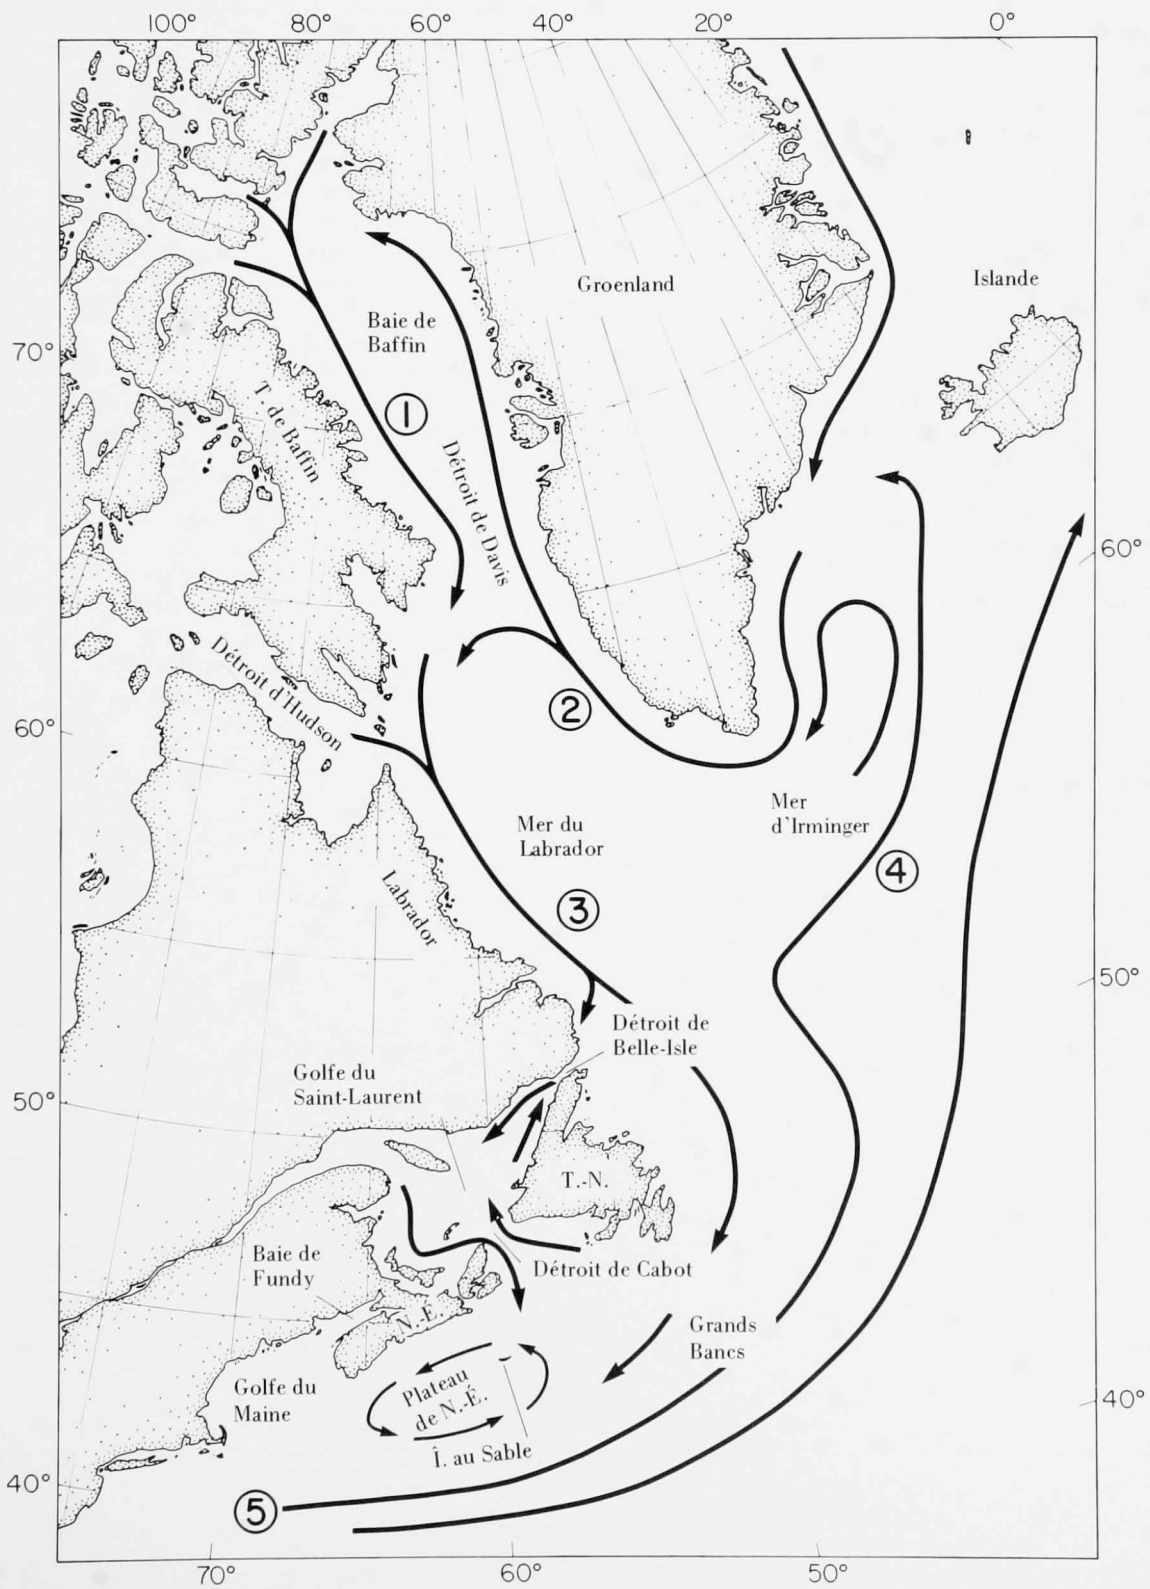 100° 80° 60° 40° 20° 0°
Groenland
Islande
Baie de
Baffin
70°
T. de Baffin
1
Détroit de Davis
60°
Détroit d'Hudson
2
60°
Mer
d'Irminger
Mer du
Labrador
4
Labrador
3
50°
Détroit de
Belle-Isle
Golfe du
Saint-Laurent
50°
T.-N.
Baie de
Fundy
Détroit de Cabot
N.-É.
Grands
Bancs
Golfe du
Maine
Plateau
de N.-É.
40°
Î. au Sable
40°
5
70° 60° 50°